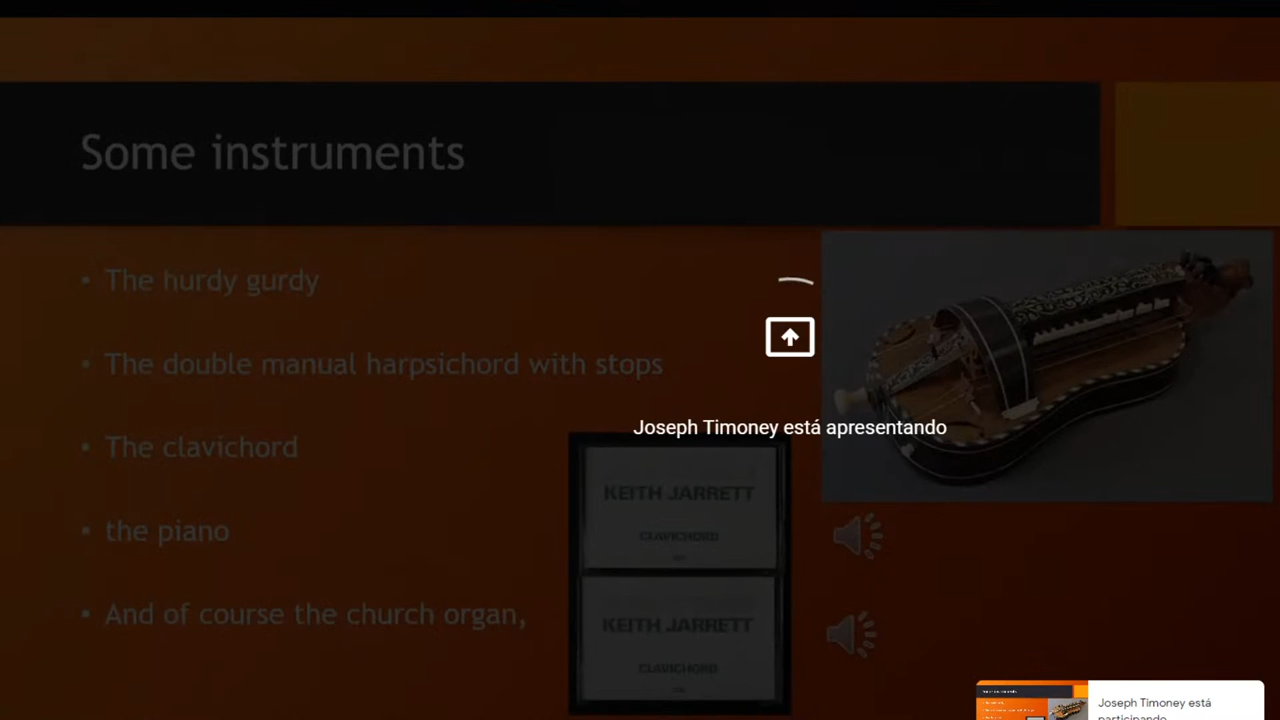 Some instruments
• The hurdy gurdy
• The double manual harpsichord with stops
• The clavichord
• the piano
• And of course the church organ,
Joseph Timoney está apresentando
KEITH JARRETT
CLAVICHORD
KEITH JARRETT
CLAVICHORD
Joseph Timoney está
participando